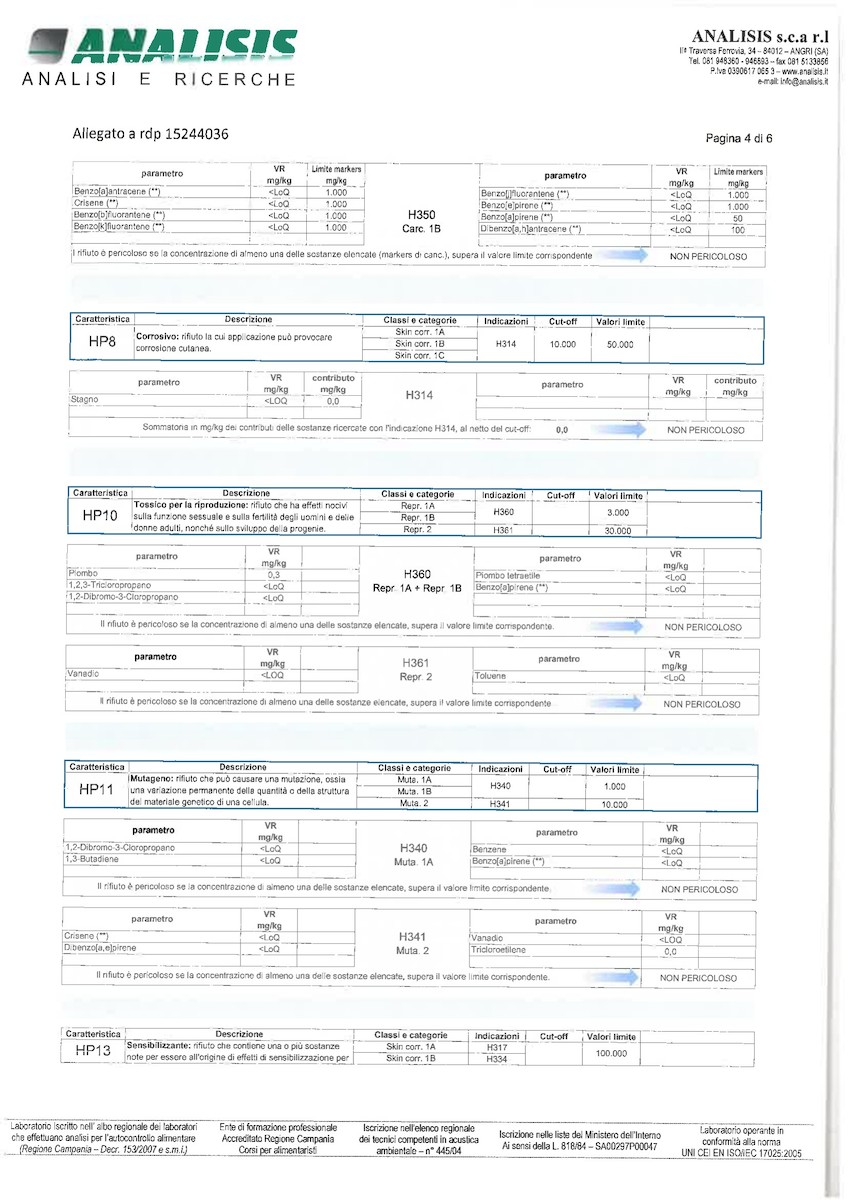 ANALISIS
ANALISI E RICERCHE
ANALISIS s.c.a r.l
IIª Traversa Ferrovia, 34 – 84012 – ANGRI (SA)
Tel. 081 948360 - 946893 – fax 081 5133856
P.Iva 0390617 065 3 – www.analisis.it
e-mail: info@analisis.it
Allegato a rdp 15244036
Pagina 4 di 6
parametro VR mg/kg Limite markers mg/kg
Benzo[a]antracene (**) <LoQ 1.000
Crisene (**) <LoQ 1.000
Benzo[b]fluorantene (**) <LoQ 1.000
Benzo[k]fluorantene (**) <LoQ 1.000
H350
Carc. 1B
parametro VR mg/kg Limite markers mg/kg
Benzo[j]fluorantene (**) <LoQ 1.000
Benzo[e]pirene (**) <LoQ 1.000
Benzo[a]pirene (**) <LoQ 50
Dibenzo[a,h]antracene (**) <LoQ 100
Il rifiuto è pericoloso se la concentrazione di almeno una delle sostanze elencate (markers di canc.), supera il valore limite corrispondente NON PERICOLOSO
Caratteristica Descrizione Classi e categorie Indicazioni Cut-off Valori limite
HP8 Corrosivo: rifiuto la cui applicazione può provocare
corrosione cutanea.
Skin corr. 1A
Skin corr. 1B H314 10.000 50.000
Skin corr. 1C
parametro VR mg/kg contributo mg/kg
Stagno <LOQ 0,0
H314
parametro VR mg/kg contributo mg/kg
Sommatoria in mg/kg dei contributi delle sostanze ricercate con l'indicazione H314, al netto del cut-off: 0,0 NON PERICOLOSO
Caratteristica Descrizione Classi e categorie Indicazioni Cut-off Valori limite
HP10 Tossico per la riproduzione: rifiuto che ha effetti nocivi
sulla funzione sessuale e sulla fertilità degli uomini e delle
donne adulti, nonché sullo sviluppo della progenie.
Repr. 1A
Repr. 1B H360 3.000
Repr. 2 H361 30.000
parametro VR mg/kg
Piombo 0,3
1,2,3-Tricloropropano <LoQ
1,2-Dibromo-3-Cloropropano <LoQ
H360
Repr. 1A + Repr. 1B
parametro VR mg/kg
Piombo tetraetile <LoQ
Benzo[a]pirene (**) <LoQ
Il rifiuto è pericoloso se la concentrazione di almeno una delle sostanze elencate, supera il valore limite corrispondente. NON PERICOLOSO
parametro VR mg/kg
Vanadio <LOQ
H361
Repr. 2
parametro VR mg/kg
Toluene <LoQ
Il rifiuto è pericoloso se la concentrazione di almeno una delle sostanze elencate, supera il valore limite corrispondente NON PERICOLOSO
Caratteristica Descrizione Classi e categorie Indicazioni Cut-off Valori limite
HP11 Mutageno: rifiuto che può causare una mutazione, ossia
una variazione permanente della quantità o della struttura
del materiale genetico di una cellula.
Muta. 1A
Muta. 1B H340 1.000
Muta. 2 H341 10.000
parametro VR mg/kg
1,2-Dibromo-3-Cloropropano <LoQ
1,3-Butadiene <LoQ
H340
Muta. 1A
parametro VR mg/kg
Benzene <LoQ
Benzo[a]pirene (**) <LoQ
Il rifiuto è pericoloso se la concentrazione di almeno una delle sostanze elencate, supera il valore limite corrispondente. NON PERICOLOSO
parametro VR mg/kg
Crisene (**) <LoQ
Dibenzo[a,e]pirene <LoQ
H341
Muta. 2
parametro VR mg/kg
Vanadio <LOQ
Tricloroetilene 0,0
Il rifiuto è pericoloso se la concentrazione di almeno una delle sostanze elencate, supera il valore limite corrispondente. NON PERICOLOSO
Caratteristica Descrizione Classi e categorie Indicazioni Cut-off Valori limite
HP13 Sensibilizzante: rifiuto che contiene una o più sostanze
note per essere all'origine di effetti di sensibilizzazione per
Skin corr. 1A H317
Skin corr. 1B H334
100.000
Laboratorio Iscritto nell' albo regionale dei laboratori
che effettuano analisi per l'autocontrollo alimentare
(Regione Campania – Decr. 153/2007 e s.m.i.)
Ente di formazione professionale
Accreditato Regione Campania
Corsi per alimentaristi
Iscrizione nell'elenco regionale
dei tecnici competenti in acustica
ambientale – n° 445/04
Iscrizione nelle liste del Ministero dell'Interno
Ai sensi della L. 818/84 – SA00297P00047
Laboratorio operante in
conformità alla norma
UNI CEI EN ISO/IEC 17025:2005